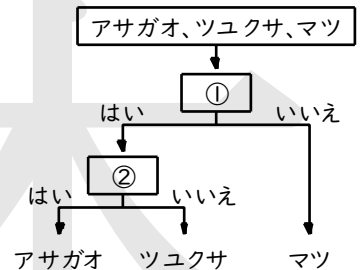 アサガオ、ツユクサ、マツ
①
はい いいえ
②
はい いいえ
アサガオ ツユクサ マツ